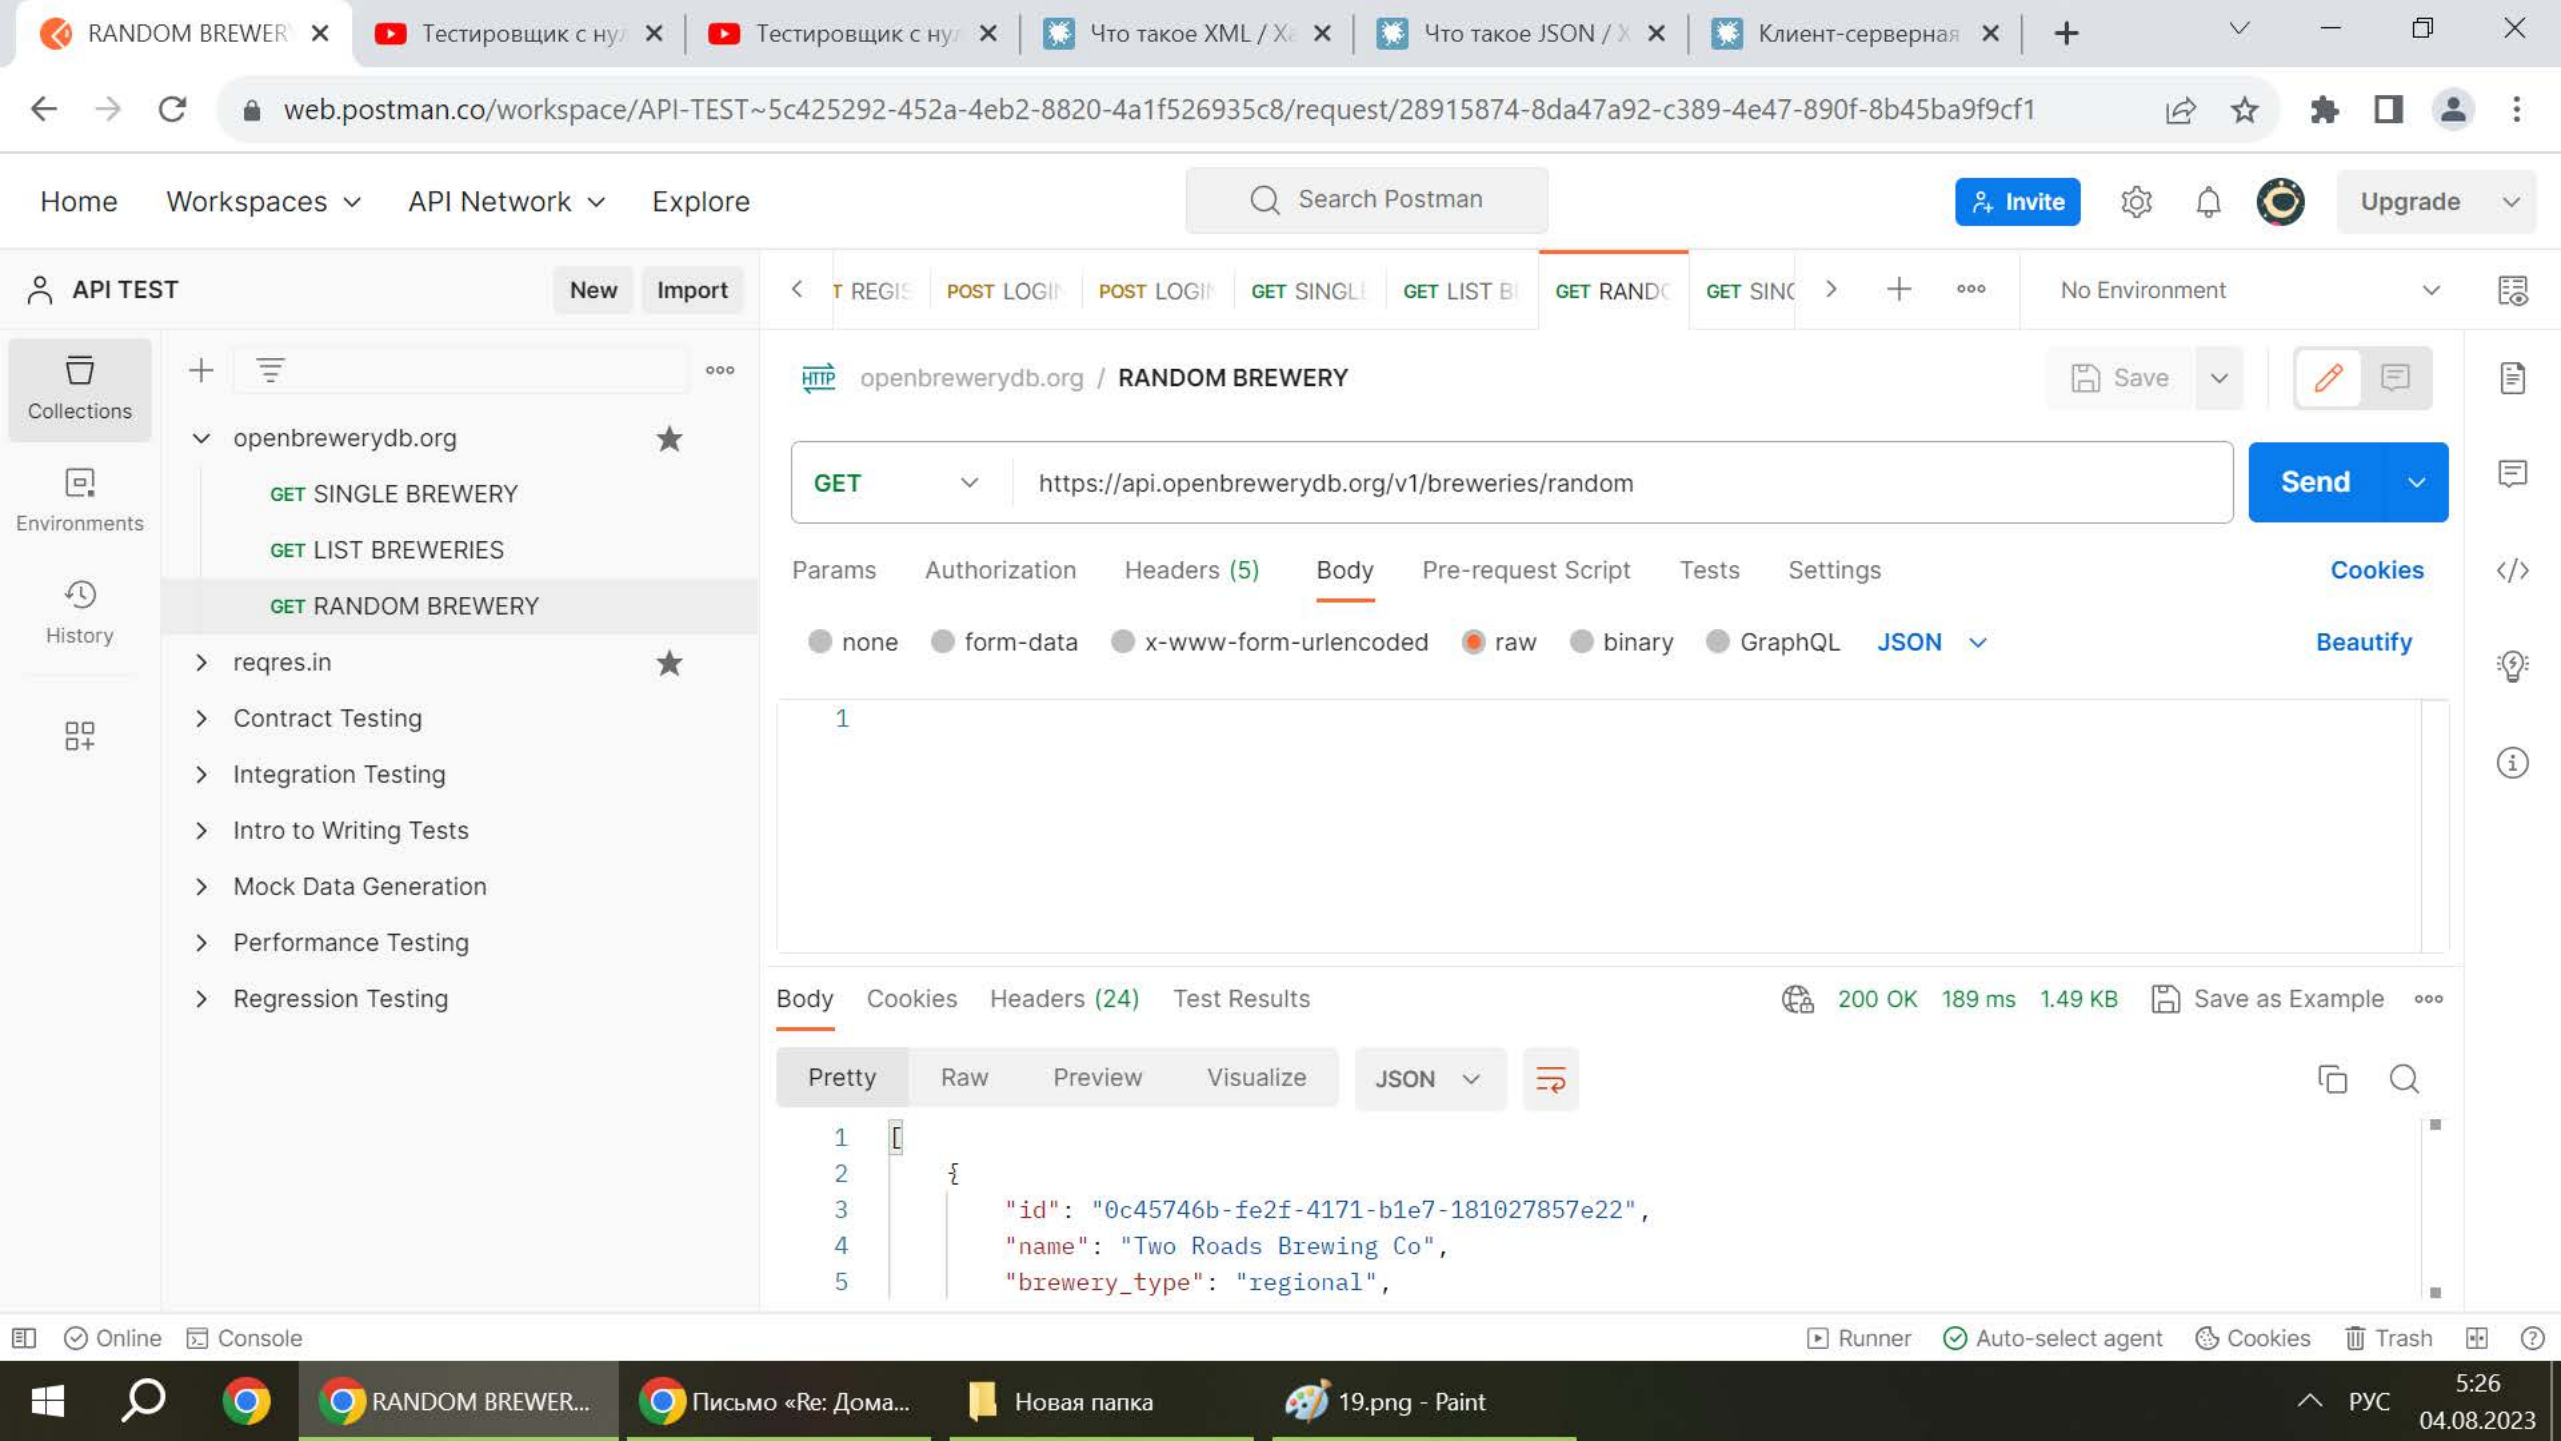 RANDOM BREWER
Тестировщик с ну
Тестировщик с ну
Что такое XML / Ха
Что такое JSON / Х
Клиент-серверная
web.postman.co/workspace/API-TEST~5c425292-452a-4eb2-8820-4a1f526935c8/request/28915874-8da47a92-c389-4e47-890f-8b45ba9f9cf1
Home Workspaces API Network Explore
Search Postman
Invite
Upgrade
API TEST
New
Import
T REGIS
POST LOGIN
POST LOGIN
GET SINGLE
GET LIST B
GET RANDO
GET SING
No Environment
Collections
Environments
History
openbrewerydb.org
GET SINGLE BREWERY
GET LIST BREWERIES
GET RANDOM BREWERY
reqres.in
Contract Testing
Integration Testing
Intro to Writing Tests
Mock Data Generation
Performance Testing
Regression Testing
HTTP openbrewerydb.org / RANDOM BREWERY
Save
GET https://api.openbrewerydb.org/v1/breweries/random
Send
Params Authorization Headers (5) Body Pre-request Script Tests Settings Cookies
none form-data x-www-form-urlencoded raw binary GraphQL JSON Beautify
1
Body Cookies Headers (24) Test Results 200 OK 189 ms 1.49 KB Save as Example
Pretty Raw Preview Visualize JSON
1 [
2 {
3 "id": "0c45746b-fe2f-4171-b1e7-181027857e22",
4 "name": "Two Roads Brewing Co",
5 "brewery_type": "regional",
Online Console Runner Auto-select agent Cookies Trash
RANDOM BREWER...
Письмо «Re: Дома...
Новая папка
19.png - Paint
РУС
5:26
04.08.2023